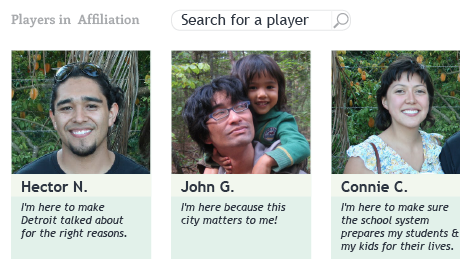 Players in Affiliation
Search for a player
Hector N.
I'm here to make
Detroit talked about
for the right reasons.
John G.
I'm here because this
city matters to me!
Connie C.
I'm here to make sure
the school system
prepares my students &
my kids for their lives.